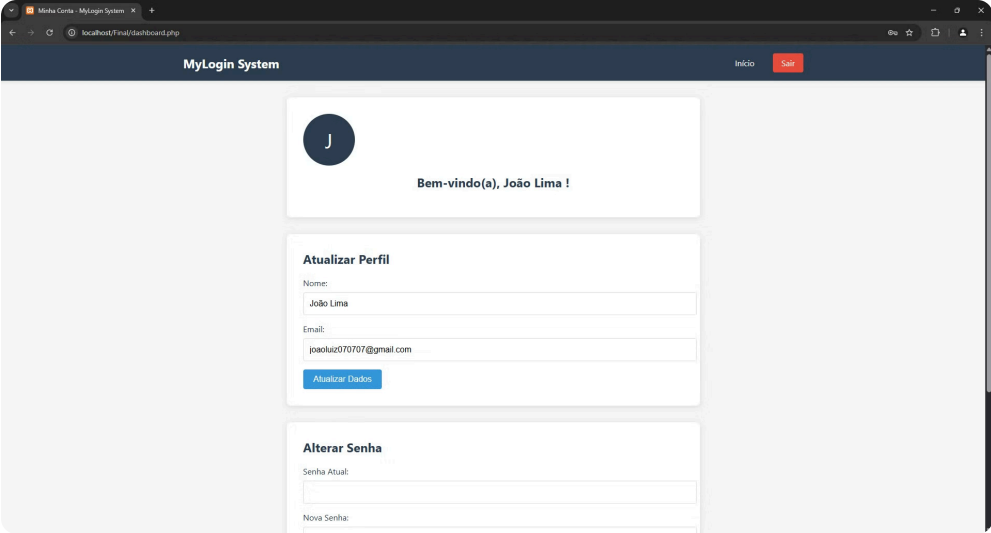 Minha Conta - MyLogin System
localhost/Final/dashboard.php
MyLogin System
Início
Sair
J
Bem-vindo(a), João Lima !
Atualizar Perfil
Nome:
João Lima
Email:
joaoluiz070707@gmail.com
Atualizar Dados
Alterar Senha
Senha Atual:
Nova Senha: